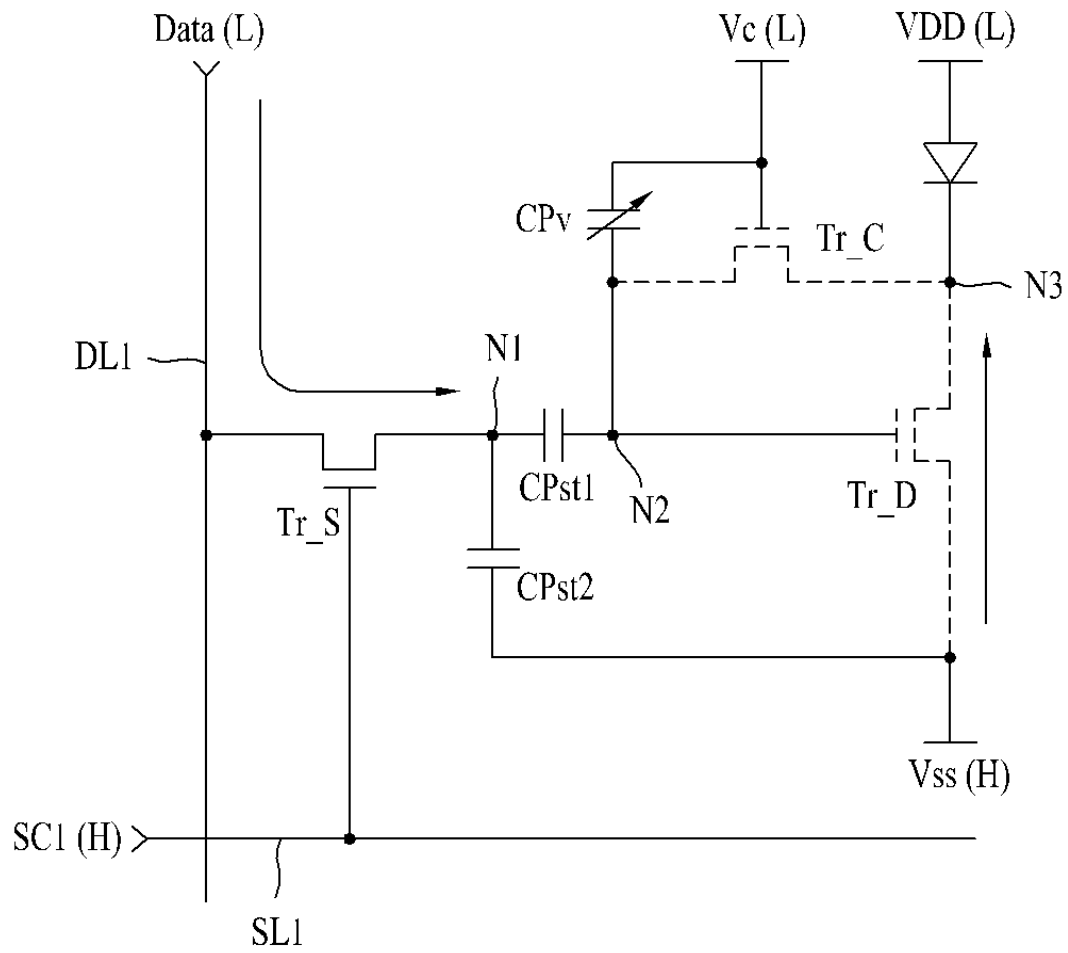 Data (L)
Vc (L)
VDD (L)
CPv
Tr_C
N3
DL1
N1
CPst1
N2
Tr_D
Tr_S
CPst2
Vss (H)
SC1 (H)
SL1